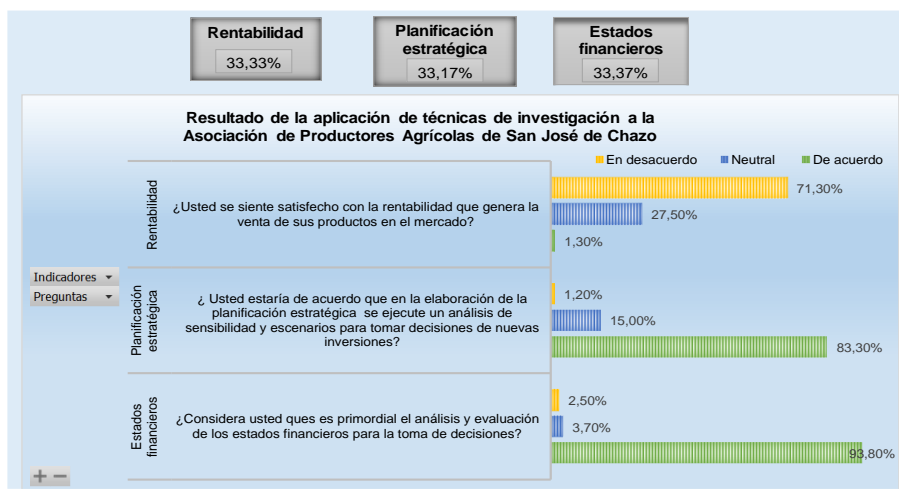 Rentabilidad
33,33%
Planificación
estratégica
33,17%
Estados
financieros
33,37%
Resultado de la aplicación de técnicas de investigación a la
Asociación de Productores Agrícolas de San José de Chazo
En desacuerdo
Neutral
De acuerdo
Rentabilidad
¿Usted se siente satisfecho con la rentabilidad que genera la
venta de sus productos en el mercado?
71,30%
27,50%
1,30%
Indicadores
Preguntas
Planificación
estratégica
¿ Usted estaría de acuerdo que en la elaboración de la
planificación estratégica se ejecute un análisis de
sensibilidad y escenarios para tomar decisiones de nuevas
inversiones?
1,20%
15,00%
83,30%
Estados
financieros
¿Considera usted ques es primordial el análisis y evaluación
de los estados financieros para la toma de decisiones?
2,50%
3,70%
93,80%